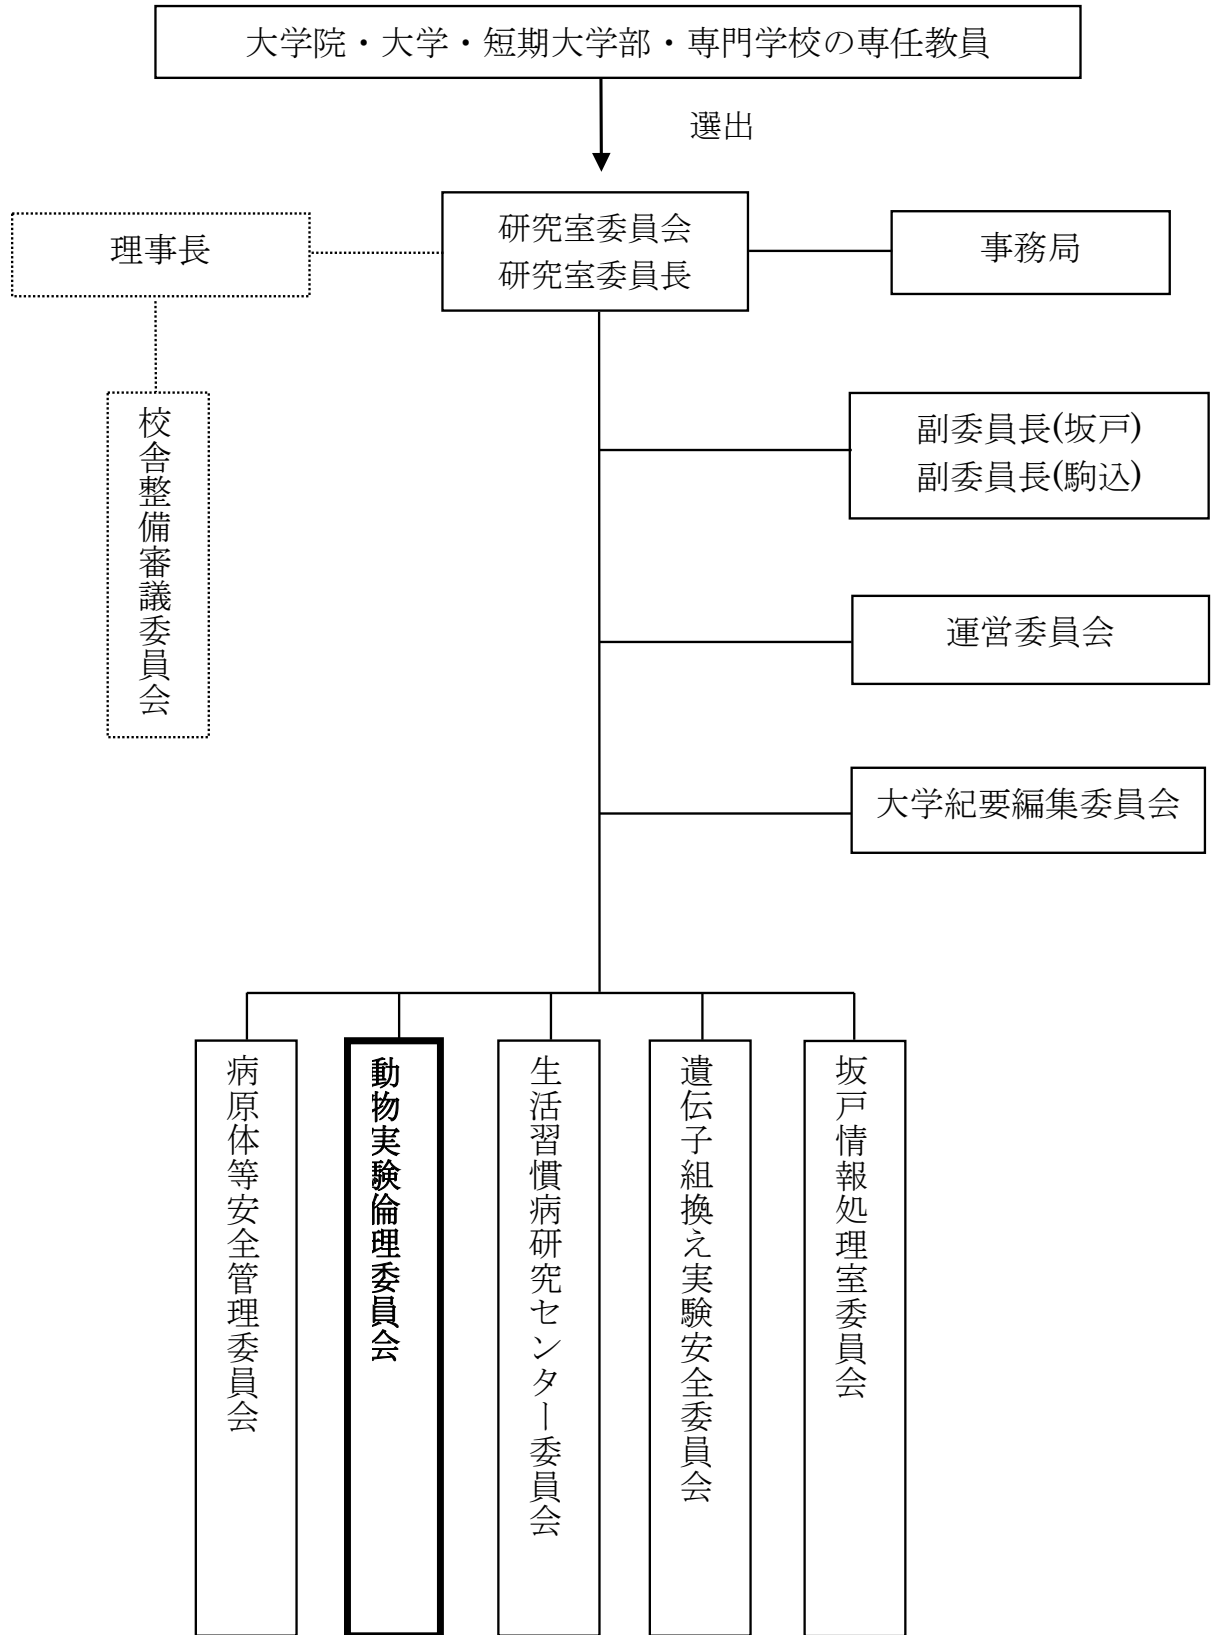 大学院・大学・短期大学部・専門学校の専任教員
選出
理事長
研究室委員会
研究室委員長
事務局
校舎整備審議委員会
副委員長(坂戸)
副委員長(駒込)
運営委員会
大学紀要編集委員会
病原体等安全管理委員会
動物実験倫理委員会
生活習慣病研究センター委員会
遺伝子組換え実験安全委員会
坂戸情報処理室委員会